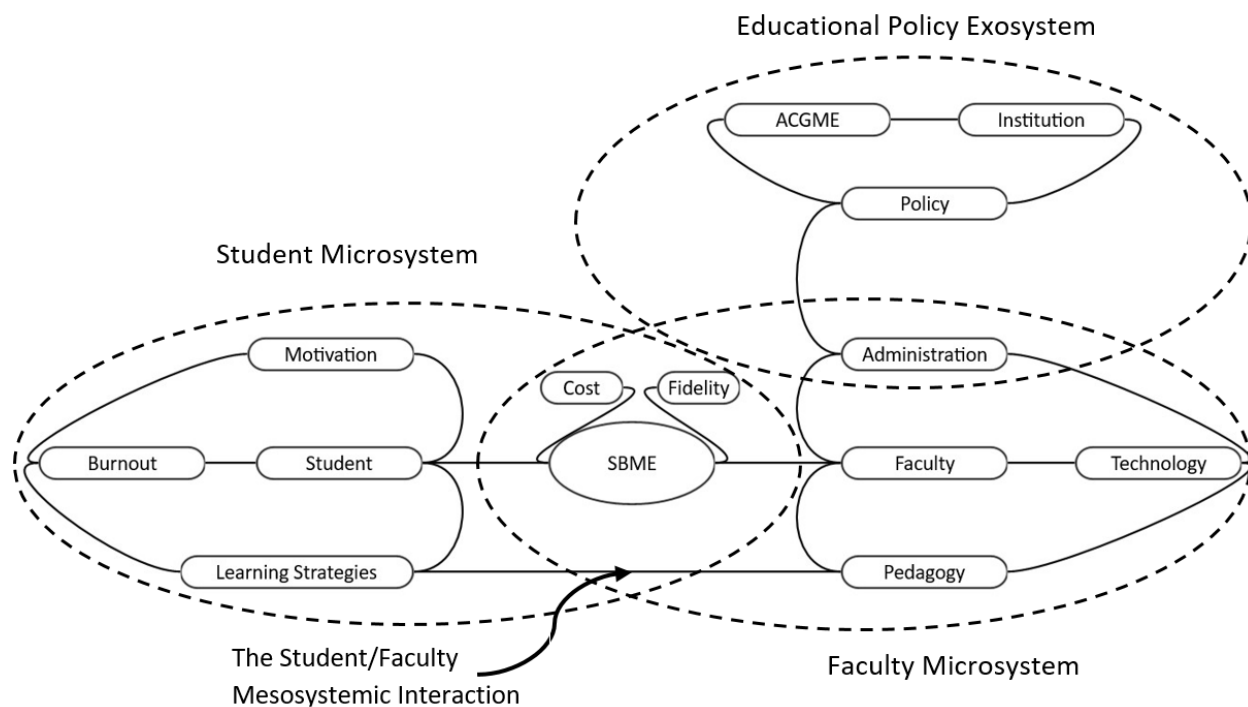 Educational Policy Exosystem
ACGME
Institution
Policy
Student Microsystem
Motivation
Administration
Cost
Fidelity
Burnout
Student
SBME
Faculty
Technology
Learning Strategies
Pedagogy
The Student/Faculty
Mesosystemic Interaction
Faculty Microsystem